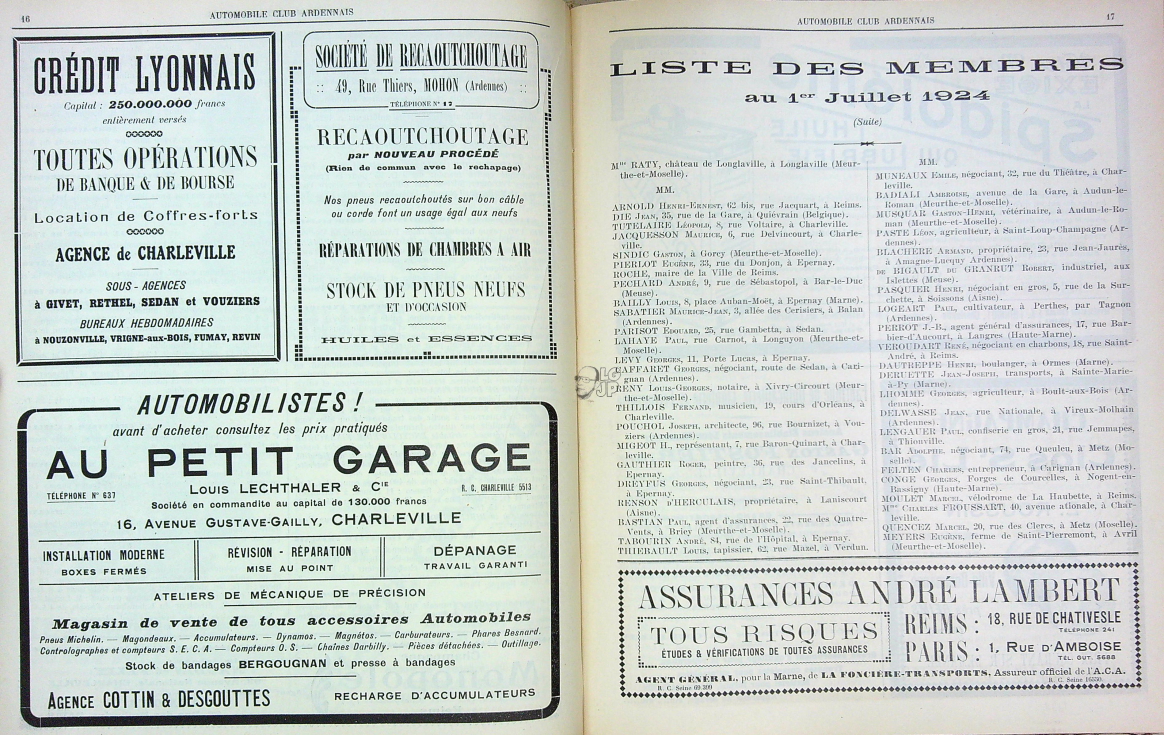 16
AUTOMOBILE CLUB ARDENNAIS
CRÉDIT LYONNAIS
Capital : 250.000.000 francs
entièrement versés
TOUTES OPÉRATIONS
DE BANQUE & DE BOURSE
Location de Coffres-forts
AGENCE de CHARLEVILLE
SOUS - AGENCES
à GIVET, RETHEL, SEDAN et VOUZIERS
BUREAUX HEBDOMADAIRES
à NOUZONVILLE, VRIGNE-aux-BOIS, FUMAY, REVIN
SOCIÉTÉ DE RECAOUTCHOUTAGE
:: 49, Rue Thiers, MOHON (Ardennes) ::
TÉLÉPHONE N° 17
RECAOUTCHOUTAGE
par NOUVEAU PROCÉDÉ
(Rien de commun avec le rechapage)
Nos pneus recaoutchoutés sur bon câble
ou corde font un usage égal aux neufs
RÉPARATIONS DE CHAMBRES A AIR
STOCK DE PNEUS NEUFS
ET D'OCCASION
HUILES et ESSENCES
AUTOMOBILISTES !
avant d'acheter consultez les prix pratiqués
AU PETIT GARAGE
TÉLÉPHONE N° 637
LOUIS LECHTHALER & Cie
R. C. CHARLEVILLE 5513
Société en commandite au capital de 130.000 francs
16, AVENUE GUSTAVE-GAILLY, CHARLEVILLE
INSTALLATION MODERNE
BOXES FERMÉS
RÉVISION - RÉPARATION
MISE AU POINT
DÉPANAGE
TRAVAIL GARANTI
ATELIERS DE MÉCANIQUE DE PRÉCISION
Magasin de vente de tous accessoires Automobiles
Pneus Michelin. — Magondeaux. — Accumulateurs. — Dynamos. — Magnétos. — Carburateurs. — Phares Besnard.
Controlographes et compteurs S. E. C. A. — Compteurs O. S. — Chaînes Darbilly. — Pièces détachées. — Outillage.
Stock de bandages BERGOUGNAN et presse à bandages
AGENCE COTTIN & DESGOUTTES
RECHARGE D'ACCUMULATEURS
AUTOMOBILE CLUB ARDENNAIS
17
LISTE DES MEMBRES
au 1er Juillet 1924
(Suite)
Mme RATY, château de Longlaville, à Longlaville (Meur-
the-et-Moselle).
MM.
ARNOLD HENRI-ERNEST, 62 bis, rue Jacquart, à Reims.
DIE JEAN, 35, rue de la Gare, à Quiévrain (Belgique).
TUTELAIRE LÉOPOLD, 8, rue Voltaire, à Charleville.
JACQUESSON MAURICE, 6, rue Delvincourt, à Charle-
ville.
SINDIC GASTON, à Gorcy (Meurthe-et-Moselle).
PIERLOT EUGÈNE, 33, rue du Donjon, à Epernay.
ROCHE, maire de la Ville de Reims.
PECHARD ANDRÉ, 9, rue de Sébastopol, à Bar-le-Duc
(Meuse).
BAILLY LOUIS, 8, place Auban-Moët, à Epernay (Marne).
SABATIER MAURICE-JEAN, 3, allée des Cerisiers, à Balan
(Ardennes).
PARISOT EDOUARD, 25, rue Gambetta, à Sedan.
LAHAYE PAUL, rue Carnot, à Longuyon (Meurthe-et-
Moselle).
LEVY GEORGES, 11, Porte Lucas, à Epernay.
CAFFARET GEORGES, négociant, route de Sedan, à Cari-
gnan (Ardennes).
RENY LOUIS-GEORGES, notaire, à Xivry-Circourt (Meur-
the-et-Moselle).
THILLOIS FERNAND, musicien, 19, cours d'Orléans, à
Charleville.
POUCHOL JOSEPH, architecte, 96, rue Bournizet, à Vou-
ziers (Ardennes).
MIGEOT H., représentant, 7, rue Baron-Quinart, à Char-
leville.
GAUTHIER ROGER, peintre, 36, rue des Jancelins, à
Epernay.
DREYFUS GEORGES, négociant, 23, rue Saint-Thibault,
à Epernay.
RENSON D'HERCULAIS, propriétaire, à Laniscourt
(Aisne).
BASTIAN PAUL, agent d'assurances, 22, rue des Quatre-
Vents, à Briey (Meurthe-et-Moselle).
TABOURIN ANDRÉ, 84, rue de l'Hôpital, à Epernay.
THIEBAULT LOUIS, tapissier, 62, rue Mazel, à Verdun.
MM.
MUNEAUX EMILE, négociant, 32, rue du Théâtre, à Char-
leville.
BADIALI AMBROISE, avenue de la Gare, à Audun-le-
Roman (Meurthe-et-Moselle).
MUSQUAR GASTON-HENRI, vétérinaire, à Audun-le-Ro-
man (Meurthe-et-Moselle).
PASTE LÉON, agriculteur, à Saint-Loup-Champagne (Ar-
dennes).
BLACHERE ARMAND, propriétaire, 23, rue Jean-Jaurès,
à Amagne-Lucquy Ardennes).
DE BIGAULT DU GRANRUT ROBERT, industriel, aux
Islettes (Meuse).
PASQUIER HENRI, négociant en gros, 5, rue de la Sur-
chette, à Soissons (Aisne).
LOGEART PAUL, cultivateur, à Perthes, par Tagnon
(Ardennes).
PERROT J.-B., agent général d'assurances, 17, rue Bar-
bier-d'Aucourt, à Langres (Haute-Marne).
VEROUDART RENÉ, négociant en charbons, 18, rue Saint-
André, à Reims.
DAUTREPPE HENRI, boulanger, à Ormes (Marne).
DERUETTE JEAN-JOSEPH, transports, à Sainte-Marie-
à-Py (Marne).
LHOMME GEORGES, agriculteur, à Boult-aux-Bois (Ar-
dennes).
DELWASSE JEAN, rue Nationale, à Vireux-Molhain
(Ardennes).
LENGAUER PAUL, confiserie en gros, 21, rue Jemmapes,
à Thionville.
BAR ADOLPHE, négociant, 74, rue Queuleu, à Metz (Mo-
selle).
FELTEN CHARLES, entrepreneur, à Carignan (Ardennes).
CONGE GEORGES, Forges de Courcelles, à Nogent-en-
Bassigny (Haute-Marne).
MOULET MARCEL, vélodrome de La Haubette, à Reims.
Mme CHARLES FROUSSART, 40, avenue ationale, à Char-
leville.
QUENCEZ MARCEL, 20, rue des Clercs, à Metz (Moselle).
MEYERS EUGÈNE, ferme de Saint-Pierremont, à Avril
(Meurthe-et-Moselle).
ASSURANCES ANDRÉ LAMBERT
TOUS RISQUES
ÉTUDES & VÉRIFICATIONS DE TOUTES ASSURANCES
REIMS : 18, RUE DE CHATIVESLE
TÉLÉPHONE 241
PARIS : 1, RUE D'AMBOISE
TÉL. GUT. 5688
AGENT GÉNÉRAL, pour la Marne, de LA FONCIÈRE-TRANSPORTS, Assureur officiel de l'A.C.A.
R. C. Seine 69.399
R. C. Seine 16550